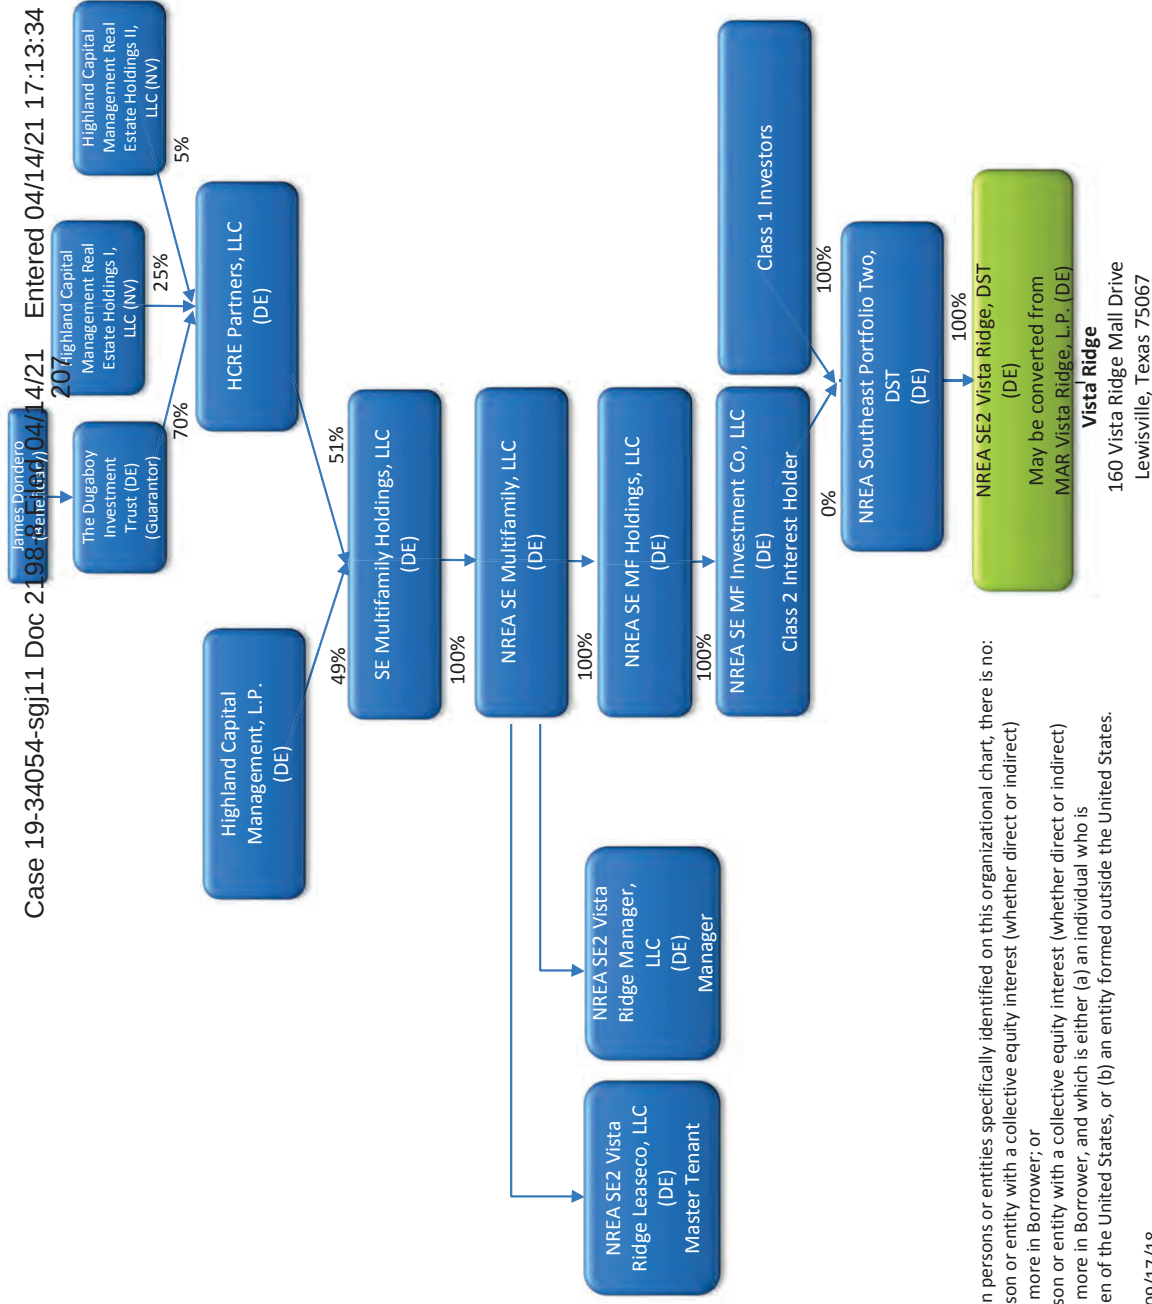 Case 19-34054-sgj11 Doc 2198-8 Filed 04/14/21 Entered 04/14/21 17:13:34
207
James Dondero
The Dugaboy
Investment
Trust (DE)
(Guarantor)
Highland Capital
Management Real
Estate Holdings I,
LLC (NV)
Highland Capital
Management Real
Estate Holdings II,
LLC (NV)
70%
25%
5%
HCRE Partners, LLC
(DE)
Highland Capital
Management, L.P.
(DE)
49%
51%
SE Multifamily Holdings, LLC
(DE)
100%
NREA SE Multifamily, LLC
(DE)
100%
NREA SE MF Holdings, LLC
(DE)
100%
NREA SE MF Investment Co, LLC
(DE)
Class 2 Interest Holder
Class 1 Investors
0%
100%
NREA Southeast Portfolio Two,
DST
(DE)
100%
NREA SE2 Vista Ridge, DST
(DE)
May be converted from
MAR Vista Ridge, L.P. (DE)
Vista Ridge
160 Vista Ridge Mall Drive
Lewisville, Texas 75067
NREA SE2 Vista
Ridge Leaseco, LLC
(DE)
Master Tenant
NREA SE2 Vista
Ridge Manager,
LLC
(DE)
Manager
n persons or entities specifically identified on this organizational chart, there is no:
son or entity with a collective equity interest (whether direct or indirect)
more in Borrower; or
son or entity with a collective equity interest (whether direct or indirect)
more in Borrower, and which is either (a) an individual who is
en of the United States, or (b) an entity formed outside the United States.
09/17/18